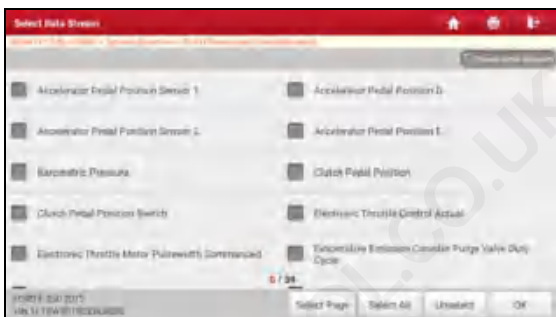 Select Data Stream
Accelerator Pedal Position Sensor 1
Accelerator Pedal Position D
Accelerator Pedal Position Sensor 2
Accelerator Pedal Position E
Barometric Pressure
Clutch Pedal Position
Clutch Pedal Position Switch
Electronic Throttle Control Actual
Electronic Throttle Motor Pulsewidth Commanded
Evaporative Emission Canister Purge Valve Duty
Cycle
Select Page
Select All
Unselect
OK
.CO.UK